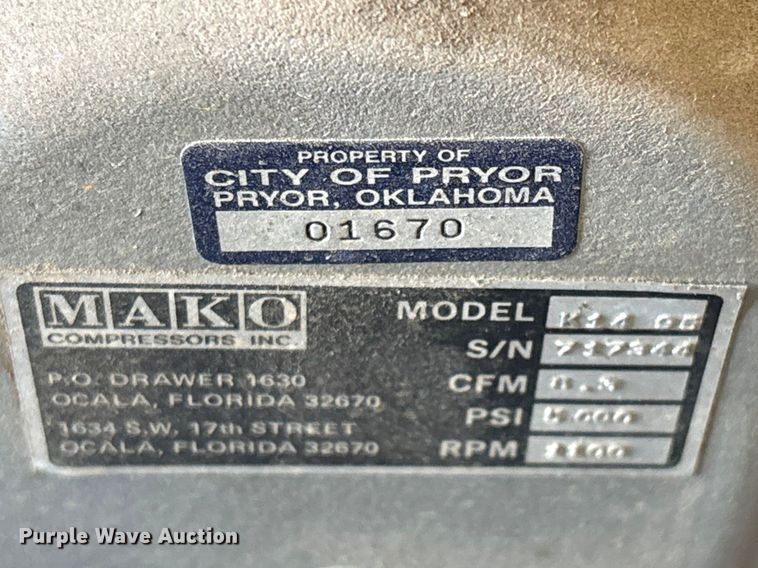 PROPERTY OF
CITY OF PRYOR
PRYOR, OKLAHOMA
01670
MAKO
COMPRESSORS INC.
P.O. DRAWER 1630
OCALA, FLORIDA 32670
1634 S.W. 17th STREET
OCALA, FLORIDA 32670
MODEL
S/N
CFM
PSI 5000
RPM
Purple Wave Auction